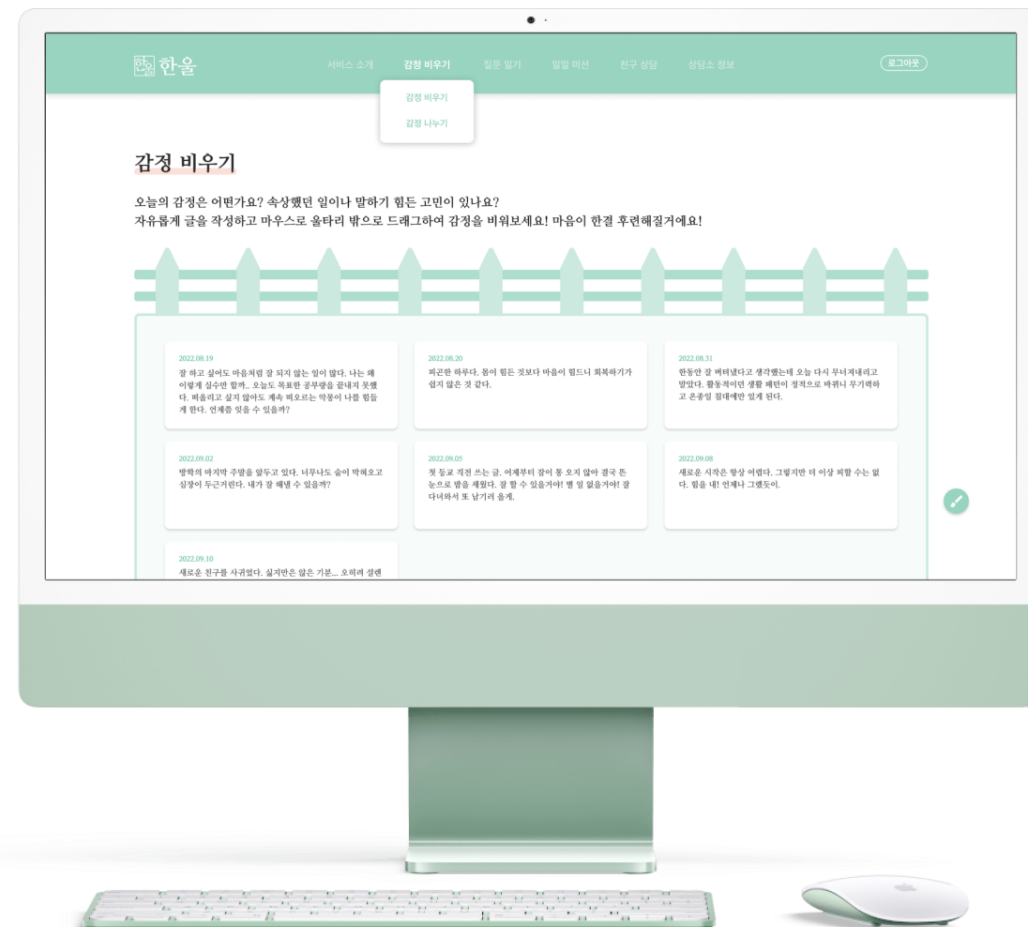 한울 한울
서비스 소개 감정 비우기 질문 일기 일일 미션 친구 상담 상담소 정보 로그아웃
감정 비우기
감정 나누기
감정 비우기
오늘의 감정은 어떤가요? 속상했던 일이나 말하기 힘든 고민이 있나요?
자유롭게 글을 작성하고 마우스로 울타리 밖으로 드래그하여 감정을 비워보세요! 마음이 한결 후련해질거에요!
2022.08.19
잘 하고 싶어도 마음처럼 잘 되지 않는 일이 많다. 나는 왜
이렇게 실수만 할까.. 오늘도 목표한 공부량을 끝내지 못했
다. 떠올리고 싶지 않아도 계속 떠오르는 악몽이 나를 힘들
게 한다. 언제쯤 잊을 수 있을까?
2022.08.20
피곤한 하루다. 몸이 힘든 것보다 마음이 힘드니 회복하기가
쉽지 않은 것 같다.
2022.08.31
한동안 잘 버텨냈다고 생각했는데 오늘 다시 무너져내리고
말았다. 활동적이던 생활 패턴이 정적으로 바뀌니 무기력하
고 온종일 침대에만 있게 된다.
2022.09.02
방학의 마지막 주말을 앞두고 있다. 너무나도 숨이 막혀오고
심장이 두근거린다. 내가 잘 해낼 수 있을까?
2022.09.05
첫 등교 직전 쓰는 글. 어제부터 잠이 통 오지 않아 결국 뜬
눈으로 밤을 새웠다. 잘 할 수 있을거야! 별 일 없을거야! 잘
다녀와서 또 남기러 올게.
2022.09.08
새로운 시작은 항상 어렵다. 그렇지만 더 이상 피할 수는 없
다. 힘을 내! 언제나 그랬듯이.
2022.09.10
새로운 친구를 사귀었다. 싫지만은 않은 기분... 오히려 설렌